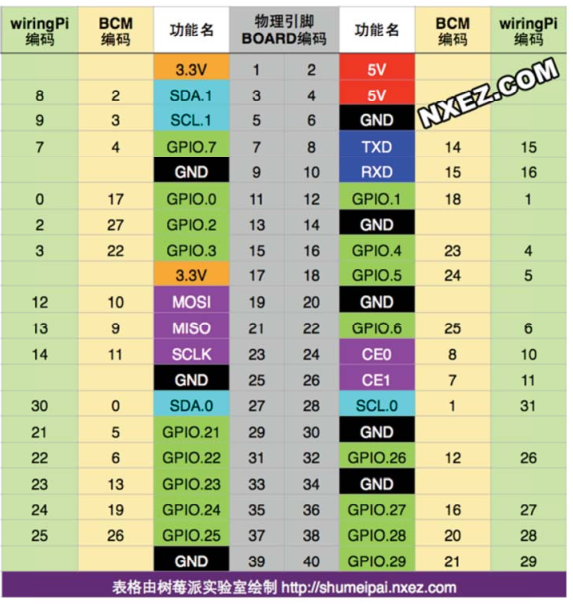 wiringPi 编码 BCM 编码 功能名 物理引脚 BOARD编码 功能名 BCM 编码 wiringPi 编码
3.3V 1 2 5V
8 2 SDA.1 3 4 5V
9 3 SCL.1 5 6 GND
NXEZ.COM
7 4 GPIO.7 7 8 TXD 14 15
GND 9 10 RXD 15 16
0 17 GPIO.0 11 12 GPIO.1 18 1
2 27 GPIO.2 13 14 GND
3 22 GPIO.3 15 16 GPIO.4 23 4
3.3V 17 18 GPIO.5 24 5
12 10 MOSI 19 20 GND
13 9 MISO 21 22 GPIO.6 25 6
14 11 SCLK 23 24 CE0 8 10
GND 25 26 CE1 7 11
30 0 SDA.0 27 28 SCL.0 1 31
21 5 GPIO.21 29 30 GND
22 6 GPIO.22 31 32 GPIO.26 12 26
23 13 GPIO.23 33 34 GND
24 19 GPIO.24 35 36 GPIO.27 16 27
25 26 GPIO.25 37 38 GPIO.28 20 28
GND 39 40 GPIO.29 21 29
表格由树莓派实验室绘制 http://shumeipai.nxez.com